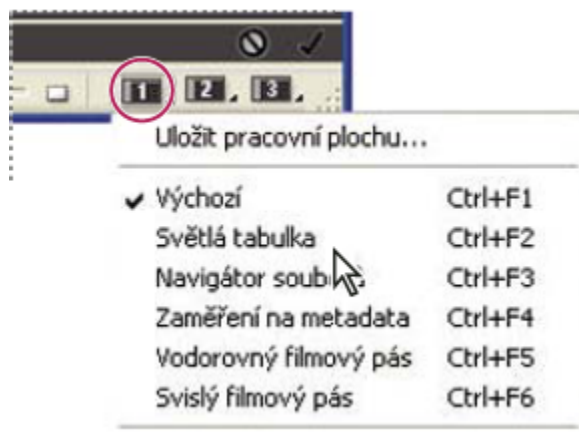 1 2 3
Uložit pracovní plochu...
Výchozí Ctrl+F1
Světlá tabulka Ctrl+F2
Navigátor Ctrl+F3
Zaměření na metadata Ctrl+F4
Vodorovný filmový pás Ctrl+F5
Svislý filmový pás Ctrl+F6